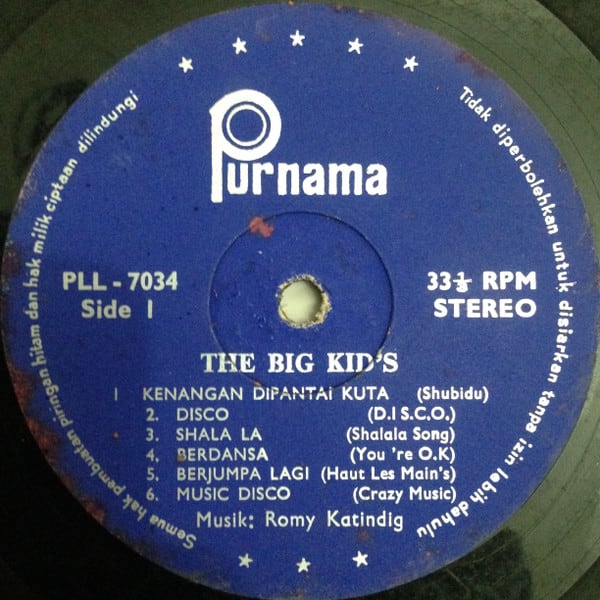 Purnama
Semua hak pembuatan piringan hitam dan hak milik ciptaan dilindungi
Tidak diperbolehkan untuk disiarkan tanpa izin lebih dahulu
PLL - 7034
Side 1
33⅓ RPM
STEREO
THE BIG KID'S
1 KENANGAN DIPANTAI KUTA (Shubidu)
2. DISCO (D.I S.C.O.)
3. SHALA LA (Shalala Song)
4, BERDANSA (You 're O.K)
5. BERJUMPA LAGI (Haut Les Main's)
6. MUSIC DISCO (Crazy Music)
Musik: Romy Katindig